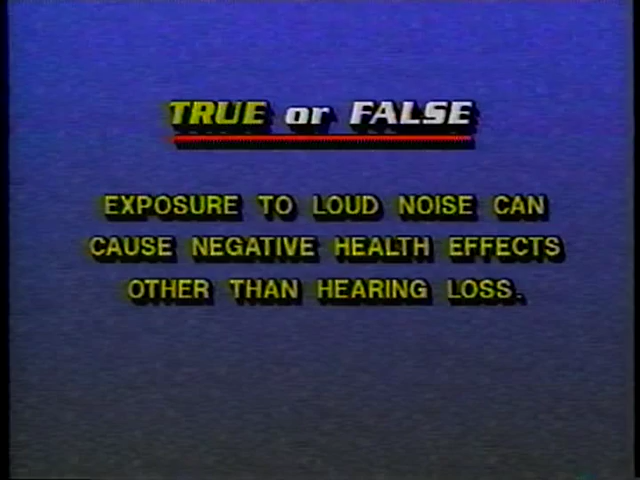 TRUE or FALSE
EXPOSURE TO LOUD NOISE CAN
CAUSE NEGATIVE HEALTH EFFECTS
OTHER THAN HEARING LOSS.